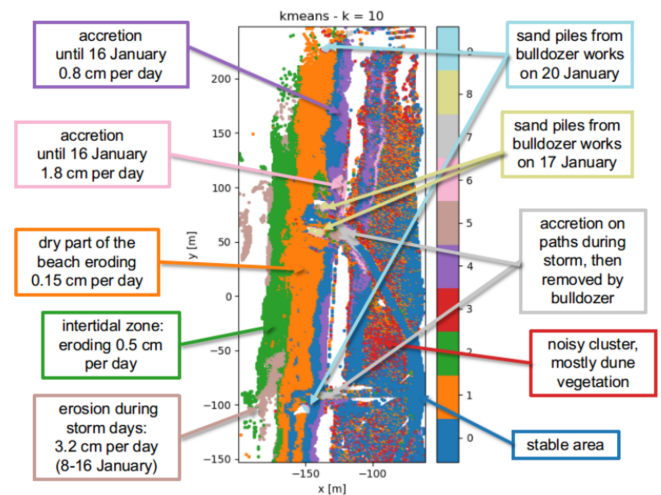 kmeans - k = 10
accretion
until 16 January
0.8 cm per day
accretion
until 16 January
1.8 cm per day
dry part of the
beach eroding
0.15 cm per day
intertidal zone:
eroding 0.5 cm
per day
erosion during
storm days:
3.2 cm per day
(8-16 January)
y [m]
200
150
100
50
0
−50
−100
−150
−150
−100
x [m]
9
8
7
6
5
4
3
2
1
0
sand piles from
bulldozer works
on 20 January
sand piles from
bulldozer works
on 17 January
accretion on
paths during
storm, then
removed by
bulldozer
noisy cluster,
mostly dune
vegetation
stable area